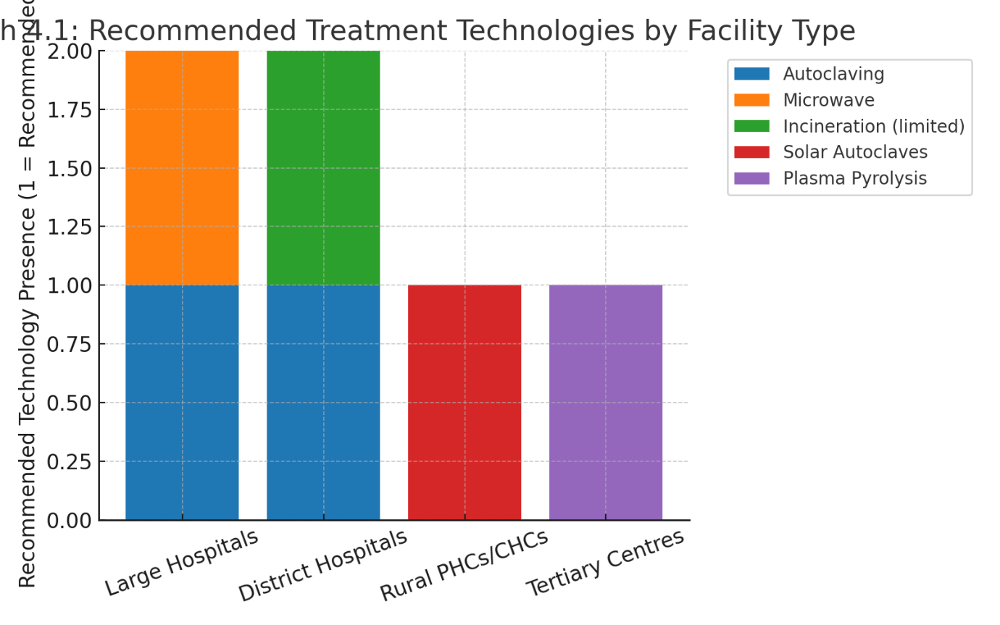 h 4.1: Recommended Treatment Technologies by Facility Type
Recommended Technology Presence (1 = Recommended
2.00
1.75
1.50
1.25
1.00
0.75
0.50
0.25
0.00
Large Hospitals
District Hospitals
Rural PHCs/CHCs
Tertiary Centres
Autoclaving
Microwave
Incineration (limited)
Solar Autoclaves
Plasma Pyrolysis